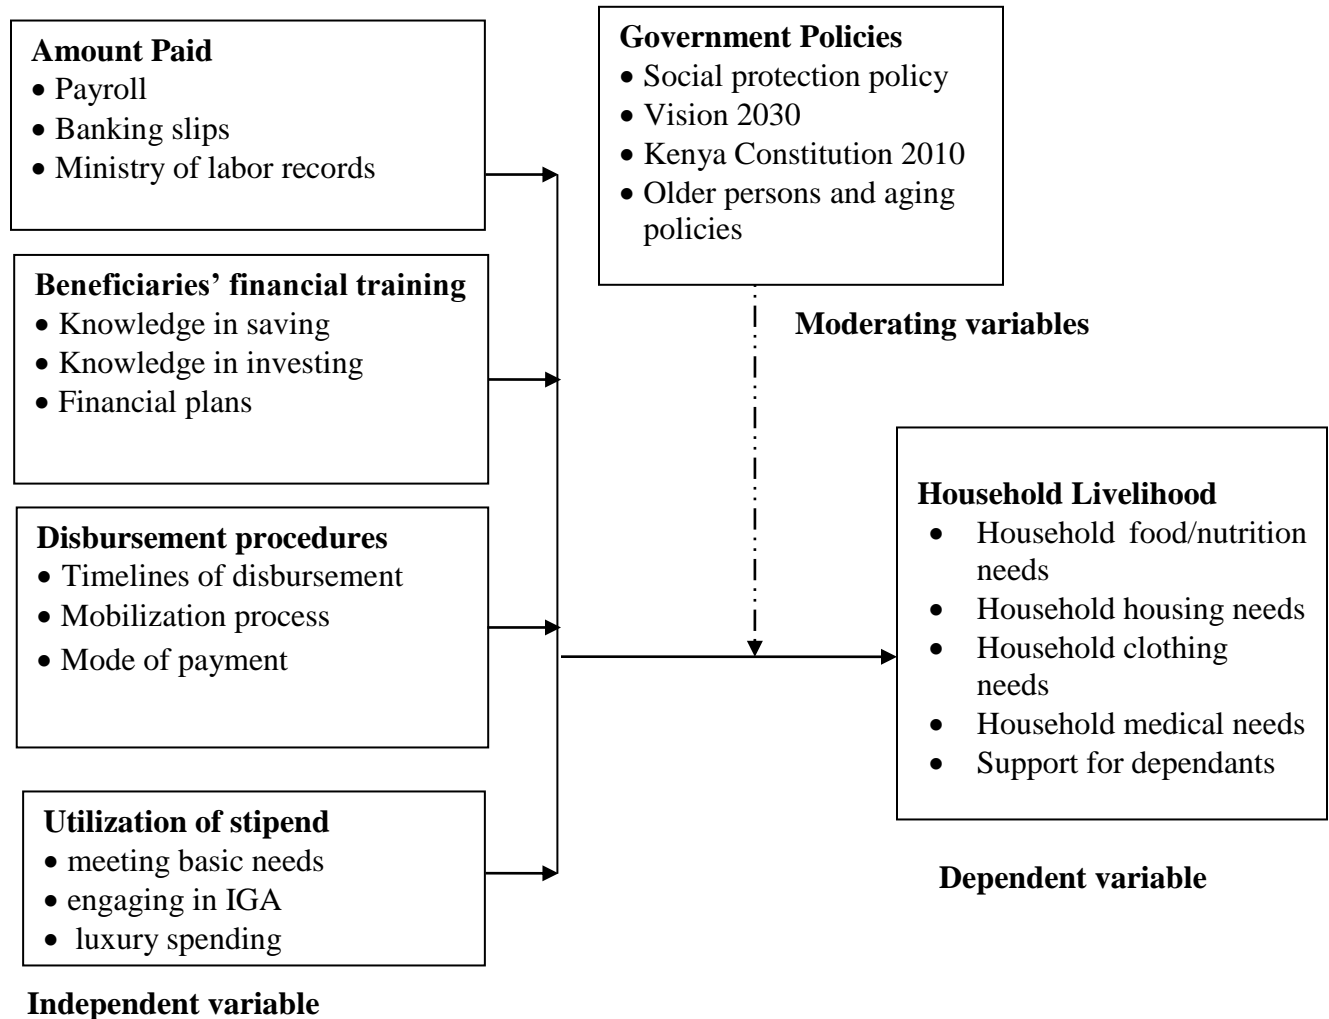 Amount Paid
• Payroll
• Banking slips
• Ministry of labor records
Government Policies
• Social protection policy
• Vision 2030
• Kenya Constitution 2010
• Older persons and aging
policies
Beneficiaries’ financial training
• Knowledge in saving
• Knowledge in investing
• Financial plans
Moderating variables
Disbursement procedures
• Timelines of disbursement
• Mobilization process
• Mode of payment
Household Livelihood
• Household food/nutrition
needs
• Household housing needs
• Household clothing
needs
• Household medical needs
• Support for dependants
Utilization of stipend
• meeting basic needs
• engaging in IGA
• luxury spending
Dependent variable
Independent variable